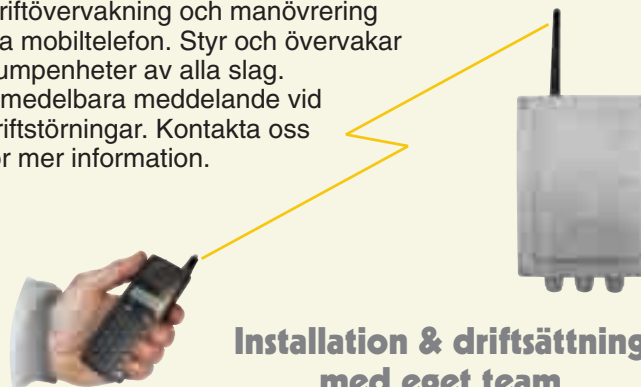 riftövervakning och manövrering
a mobiltelefon. Styr och övervakar
umpenheter av alla slag.
medelbara meddelande vid
riftstörningar. Kontakta oss
ör mer information.
Installation & driftsättning
med eget team